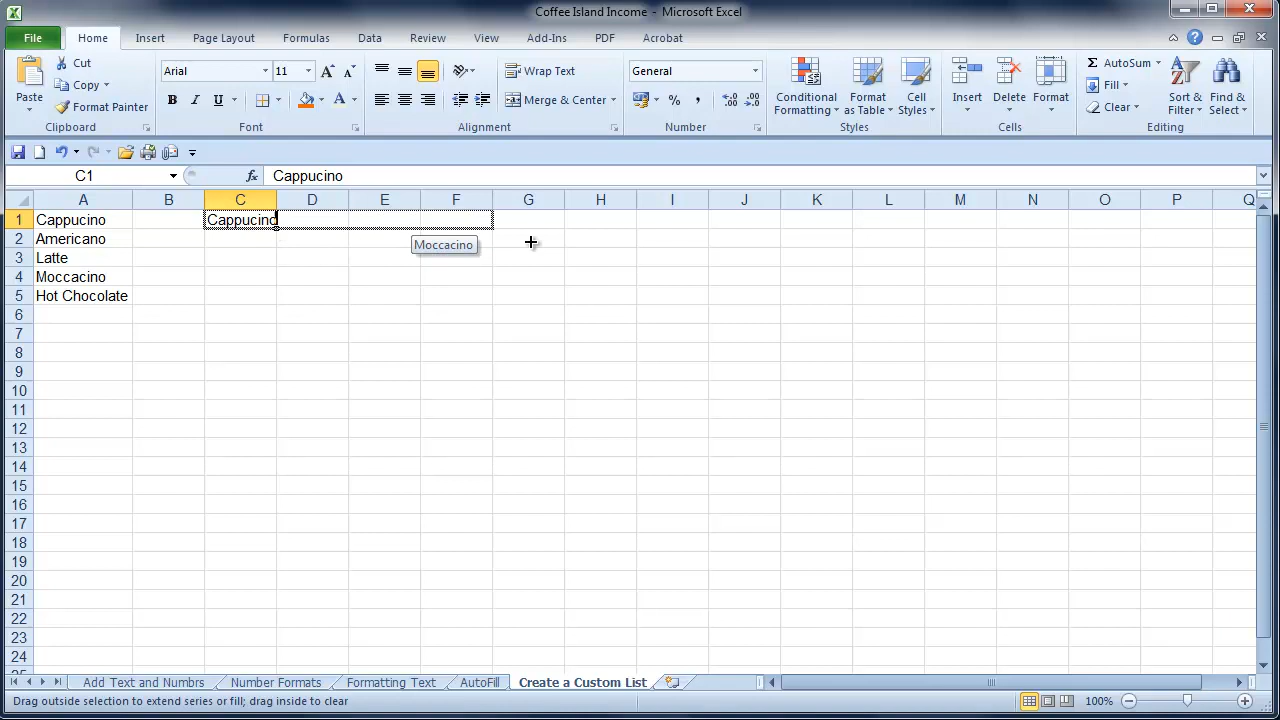 Coffee Island Income - Microsoft Excel
File Home Insert Page Layout Formulas Data Review View Add-Ins PDF Acrobat
Paste
Cut
Copy
Format Painter
Clipboard
Arial 11
B I U A
Font
Wrap Text
Merge & Center
Alignment
General
% ,
Number
Conditional Formatting
Format as Table
Cell Styles
Styles
Insert Delete Format
Cells
Σ AutoSum
Fill
Clear
Sort & Filter
Find & Select
Editing
C1 fx Cappucino
A B C D E F G H I J K L M N O P Q
1 Cappucino Cappucino
2 Americano Moccacino
3 Latte
4 Moccacino
5 Hot Chocolate
6
7
8
9
10
11
12
13
14
15
16
17
18
19
20
21
22
23
24
25
Add Text and Numbrs Number Formats Formatting Text AutoFill Create a Custom List
Drag outside selection to extend series or fill; drag inside to clear 100%